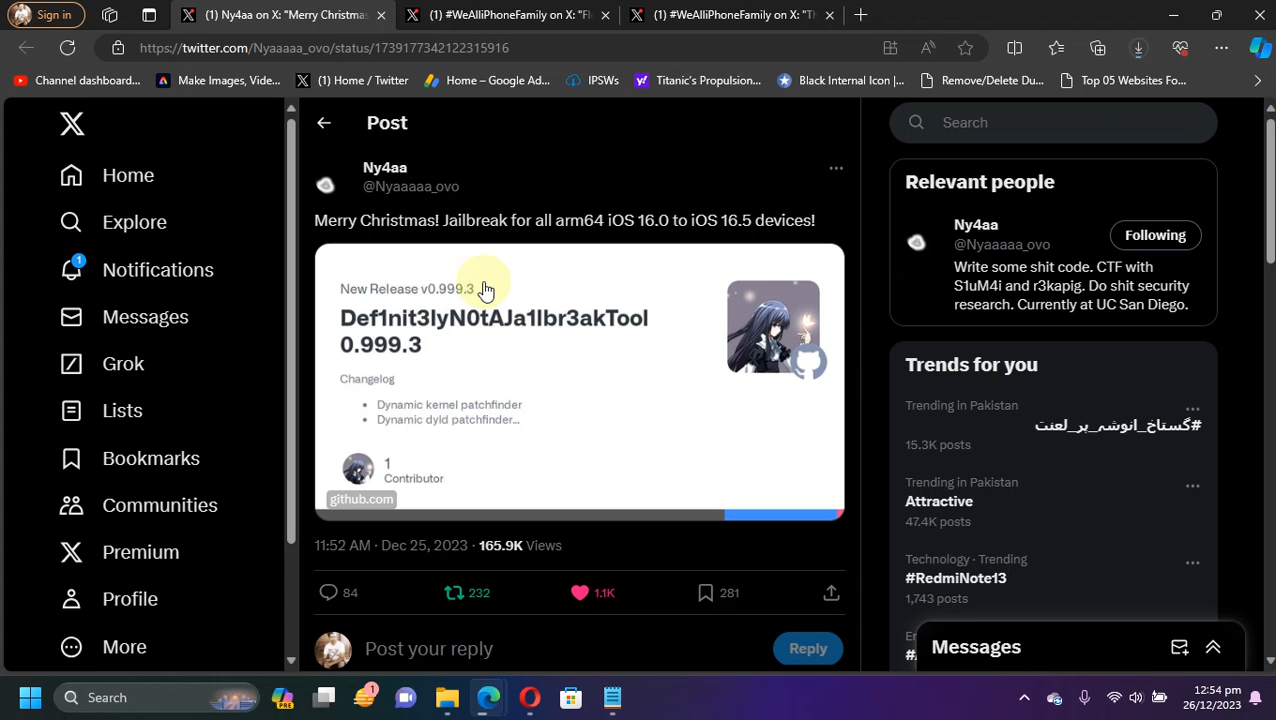 Sign in
(1) Ny4aa on X: "Merry Christmas
(1) #WeAlliPhoneFamily on X: "Fl
(1) #WeAlliPhoneFamily on X: "Th
https://twitter.com/Nyaaaaa_ovo/status/1739177342122315916
Channel dashboard...
Make Images, Vide...
(1) Home / Twitter
Home – Google Ad...
IPSWs
Titanic's Propulsion...
Black Internal Icon |...
Remove/Delete Du...
Top 05 Websites Fo...
Home
Explore
1
Notifications
Messages
Grok
Lists
Bookmarks
Communities
Premium
Profile
More
Post
Ny4aa
@Nyaaaaa_ovo
Merry Christmas! Jailbreak for all arm64 iOS 16.0 to iOS 16.5 devices!
New Release v0.999.3
Def1nit3lyN0tAJa1lbr3akTool
0.999.3
Changelog
Dynamic kernel patchfinder
Dynamic dyld patchfinder...
1
Contributor
github.com
11:52 AM · Dec 25, 2023 · 165.9K Views
84
232
1.1K
281
Post your reply
Reply
Search
Relevant people
Ny4aa
@Nyaaaaa_ovo
Following
Write some shit code. CTF with
S1uM4i and r3kapig. Do shit security
research. Currently at UC San Diego.
Trends for you
Trending in Pakistan
#گستاخ_انوشہ_پر_لعنت
15.3K posts
Trending in Pakistan
Attractive
47.4K posts
Technology · Trending
#RedmiNote13
1,743 posts
Messages
Search
PRE
1
12:54 pm
26/12/2023